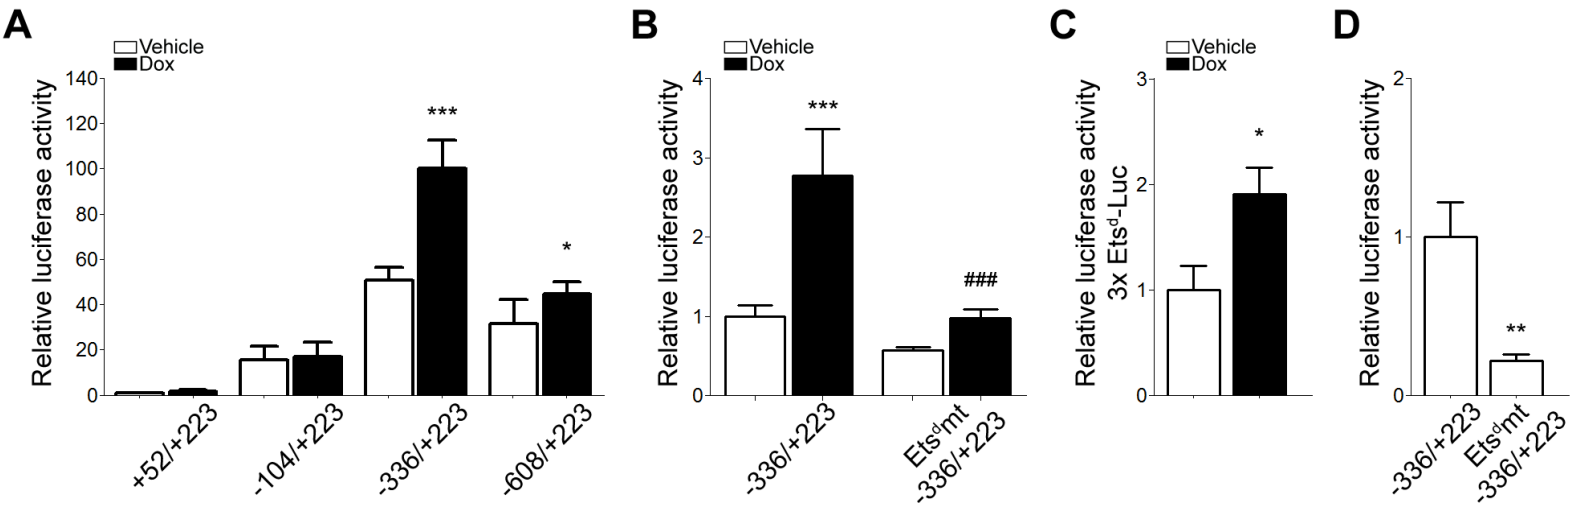 A
Vehicle
Dox
Relative luciferase activity
140
120
100
80
60
40
20
0
***
*
+52/+223
-104/+223
-336/+223
-608/+223
B
Vehicle
Dox
Relative luciferase activity
4
3
2
1
0
***
###
-336/+223
Etsᵈmt
-336/+223
C
Vehicle
Dox
Relative luciferase activity
3x Etsᵈ-Luc
3
2
1
0
*
D
Relative luciferase activity
2
1
0
**
-336/+223
Etsᵈmt
-336/+223